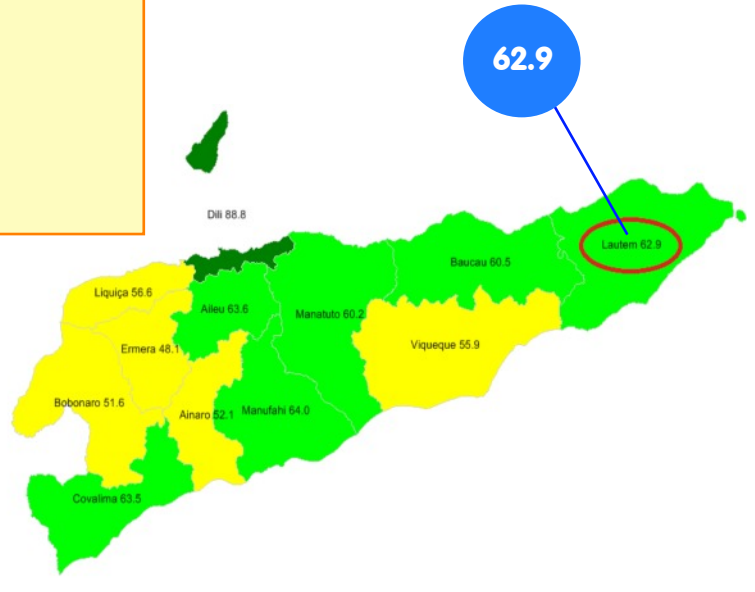 62.9
Dili 88.8
Lautem 62.9
Baucau 60.5
Liquiça 56.6
Aileu 63.6
Manatuto 60.2
Ermera 48.1
Viqueque 55.9
Bobonaro 51.6
Ainaro 52.1
Manufahi 64.0
Covalima 63.5